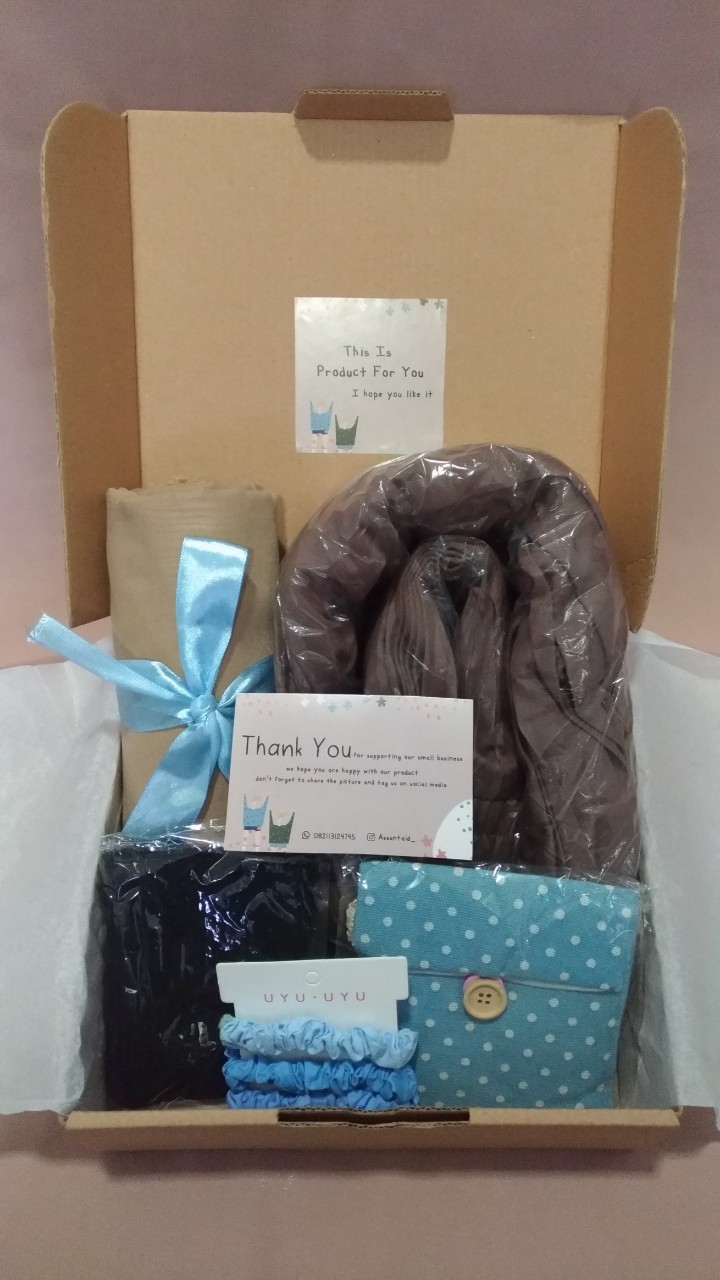 This Is
Product For You
I hope you like it
Thank You for supporting our small business
we hope you are happy with our product
don't forget to share the picture and tag us on social media
082113124745 Assunteid_
UYU·UYU